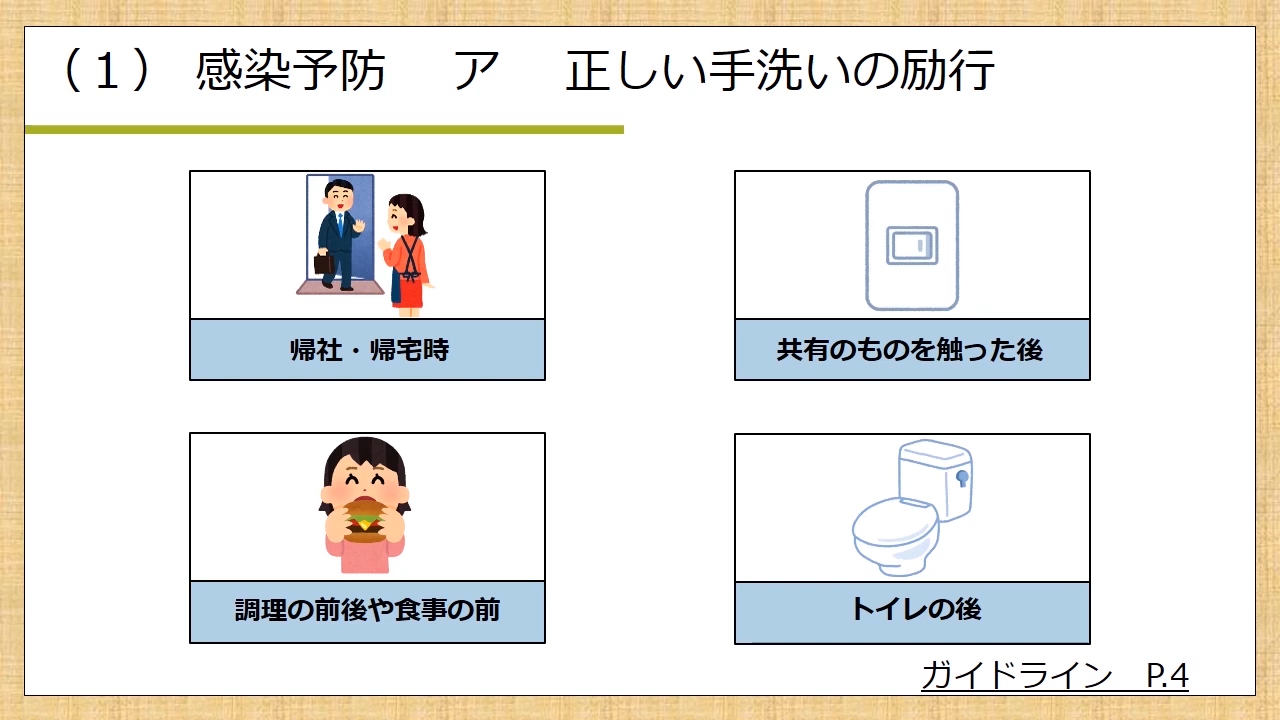 （１） 感染予防　ア　正しい手洗いの励行
帰社・帰宅時
共有のものを触った後
調理の前後や食事の前
トイレの後
ガイドライン　P.4